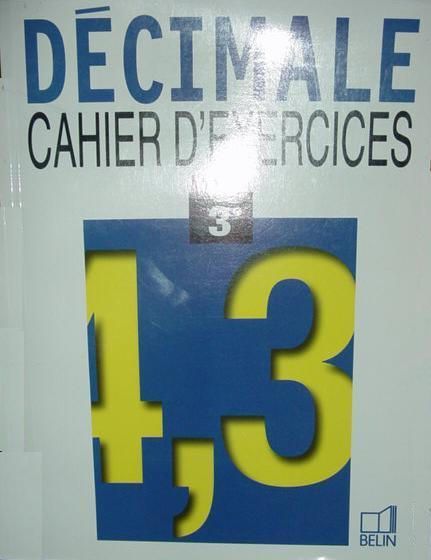 DÉCIMALE
CAHIER D'EXERCICES
3e
4,3
BELIN